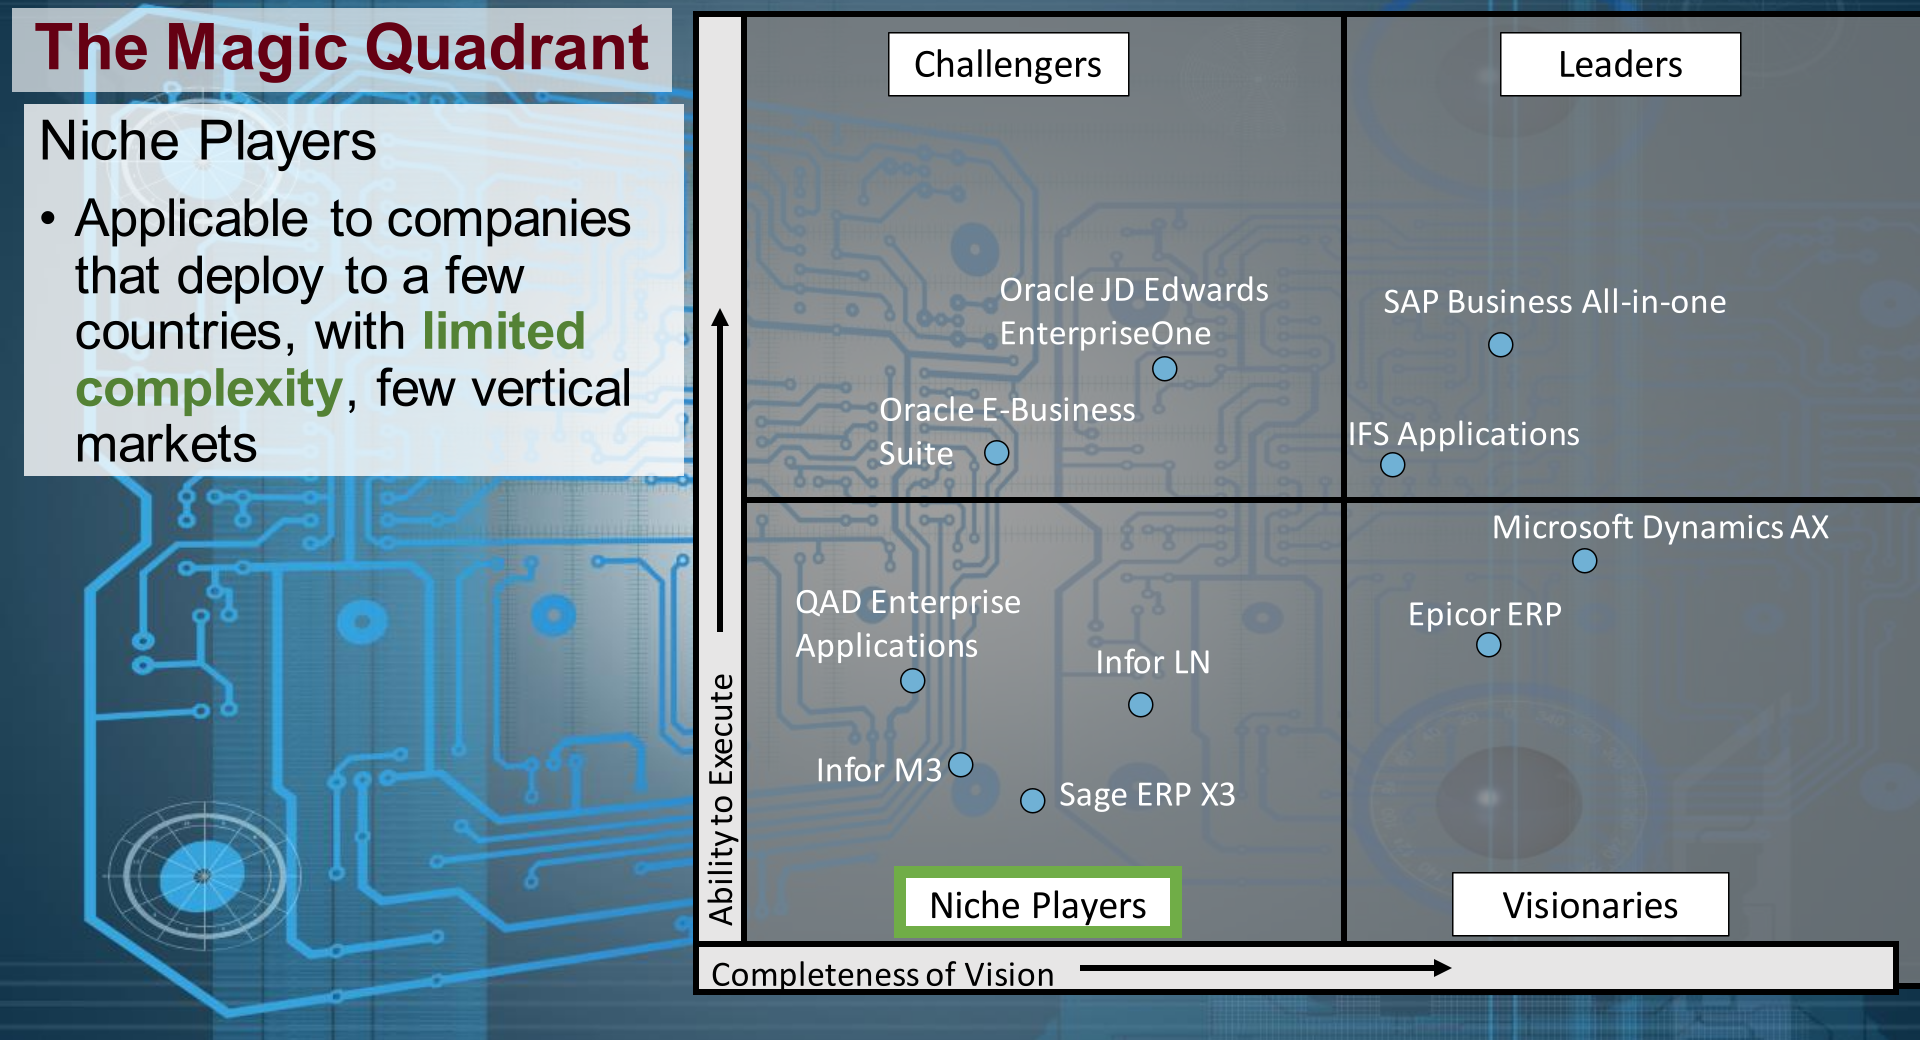 The Magic Quadrant
Niche Players
• Applicable to companies
that deploy to a few
countries, with limited
complexity, few vertical
markets
Challengers
Leaders
Oracle JD Edwards
EnterpriseOne
SAP Business All-in-one
Oracle E-Business
Suite
IFS Applications
Microsoft Dynamics AX
QAD Enterprise
Applications
Epicor ERP
Infor LN
Infor M3
Sage ERP X3
Niche Players
Visionaries
Ability to Execute
Completeness of Vision